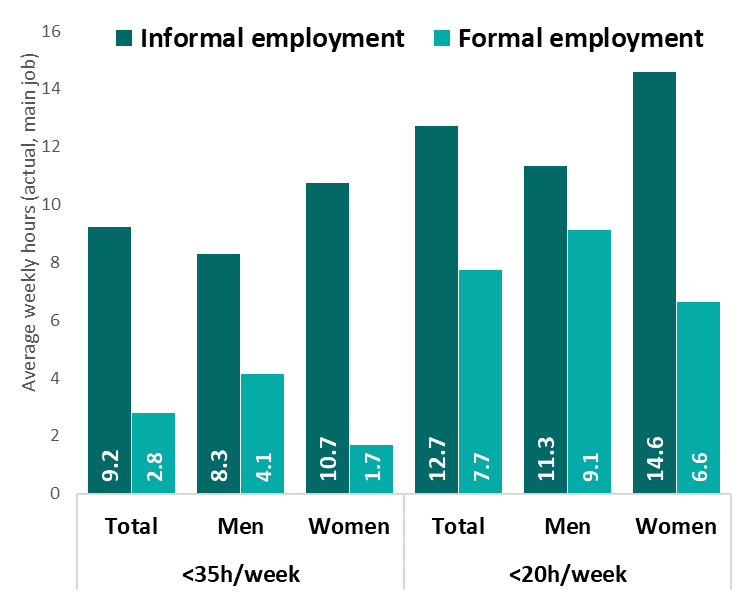 Informal employment
Formal employment
Average weekly hours (actual, main job)
16
14
12
10
8
6
4
2
0
9.2
2.8
8.3
4.1
10.7
1.7
12.7
7.7
11.3
9.1
14.6
6.6
Total
Men
Women
Total
Men
Women
<35h/week
<20h/week